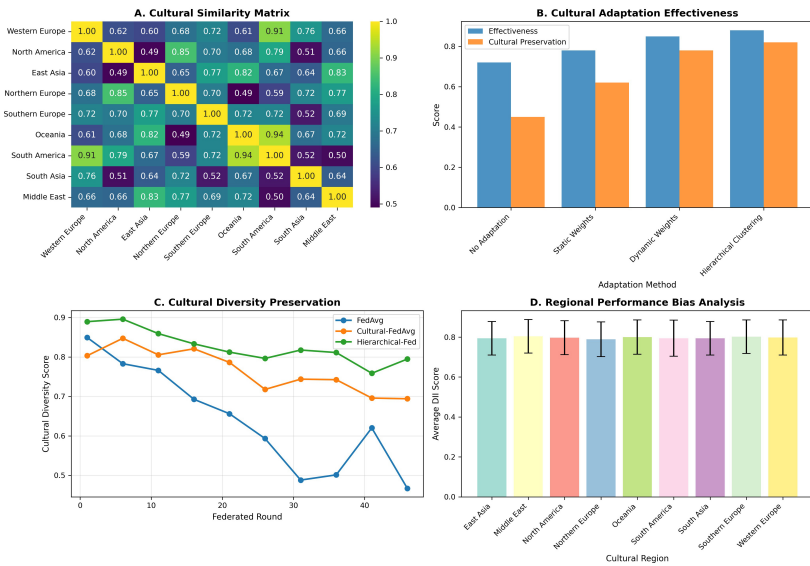 A. Cultural Similarity Matrix
Western Europe 1.00 0.62 0.60 0.68 0.72 0.61 0.91 0.76 0.66
North America 0.62 1.00 0.49 0.85 0.70 0.68 0.79 0.51 0.66
East Asia 0.60 0.49 1.00 0.65 0.77 0.82 0.67 0.64 0.83
Northern Europe 0.68 0.85 0.65 1.00 0.70 0.49 0.59 0.72 0.77
Southern Europe 0.72 0.70 0.77 0.70 1.00 0.72 0.72 0.52 0.69
Oceania 0.61 0.68 0.82 0.49 0.72 1.00 0.94 0.67 0.72
South America 0.91 0.79 0.67 0.59 0.72 0.94 1.00 0.52 0.50
South Asia 0.76 0.51 0.64 0.72 0.52 0.67 0.52 1.00 0.64
Middle East 0.66 0.66 0.83 0.77 0.69 0.72 0.50 0.64 1.00
Western Europe
North America
East Asia
Northern Europe
Southern Europe
Oceania
South America
South Asia
Middle East
1.0
0.9
0.8
0.7
0.6
0.5
B. Cultural Adaptation Effectiveness
Effectiveness
Cultural Preservation
Score
0.8
0.6
0.4
0.2
0.0
No Adaptation
Static Weights
Dynamic Weights
Hierarchical Clustering
Adaptation Method
C. Cultural Diversity Preservation
FedAvg
Cultural-FedAvg
Hierarchical-Fed
Cultural Diversity Score
0.9
0.8
0.7
0.6
0.5
0 10 20 30 40
Federated Round
D. Regional Performance Bias Analysis
Average DII Score
0.8
0.6
0.4
0.2
0.0
East Asia
Middle East
North America
Northern Europe
Oceania
South America
South Asia
Southern Europe
Western Europe
Cultural Region